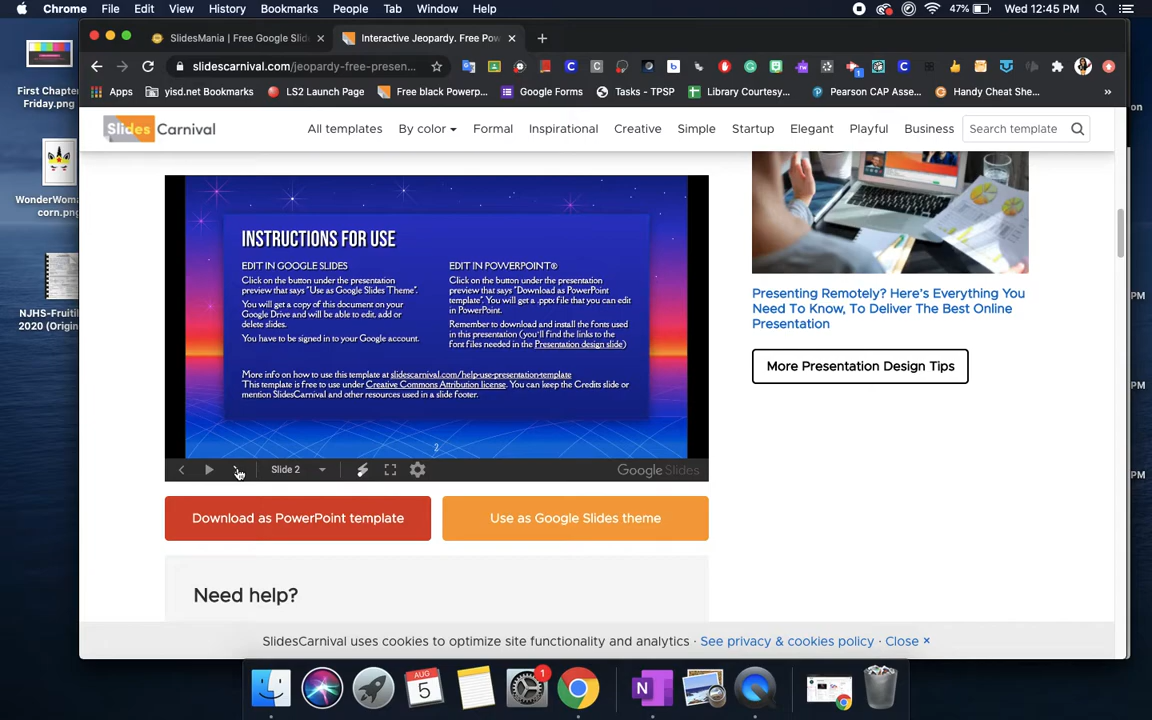 Chrome File Edit View History Bookmarks People Tab Window Help 47% Wed 12:45 PM
SlidesMania | Free Google Slid × Interactive Jeopardy. Free Pow × +
slidescarnival.com/jeopardy-free-presen...
Apps yisd.net Bookmarks LS2 Launch Page Free black Powerp... Google Forms Tasks - TPSP Library Courtesy... Pearson CAP Asse... Handy Cheat She... »
First Chapter
Friday.png
WonderWoma
corn.png
NJHS-Fruitil
2020 (Origin
Slides Carnival All templates By color Formal Inspirational Creative Simple Startup Elegant Playful Business Search template
INSTRUCTIONS FOR USE
EDIT IN GOOGLE SLIDES
Click on the button under the presentation
preview that says "Use as Google Slides Theme".
You will get a copy of this document on your
Google Drive and will be able to edit, add or
delete slides.
You have to be signed in to your Google account.
EDIT IN POWERPOINT®
Click on the button under the presentation
preview that says "Download as PowerPoint
template". You will get a .pptx file that you can edit
in PowerPoint.
Remember to download and install the fonts used
in this presentation (you'll find the links to the
font files needed in the Presentation design slide)
More info on how to use this template at slidescarnival.com/help-use-presentation-template
This template is free to use under Creative Commons Attribution license. You can keep the Credits slide or
mention SlidesCarnival and other resources used in a slide footer.
2
Slide 2 Google Slides
Download as PowerPoint template Use as Google Slides theme
Need help?
Presenting Remotely? Here's Everything You
Need To Know, To Deliver The Best Online
Presentation
More Presentation Design Tips
SlidesCarnival uses cookies to optimize site functionality and analytics · See privacy & cookies policy · Close ×
on
PM
PM
PM
AUG
5
1